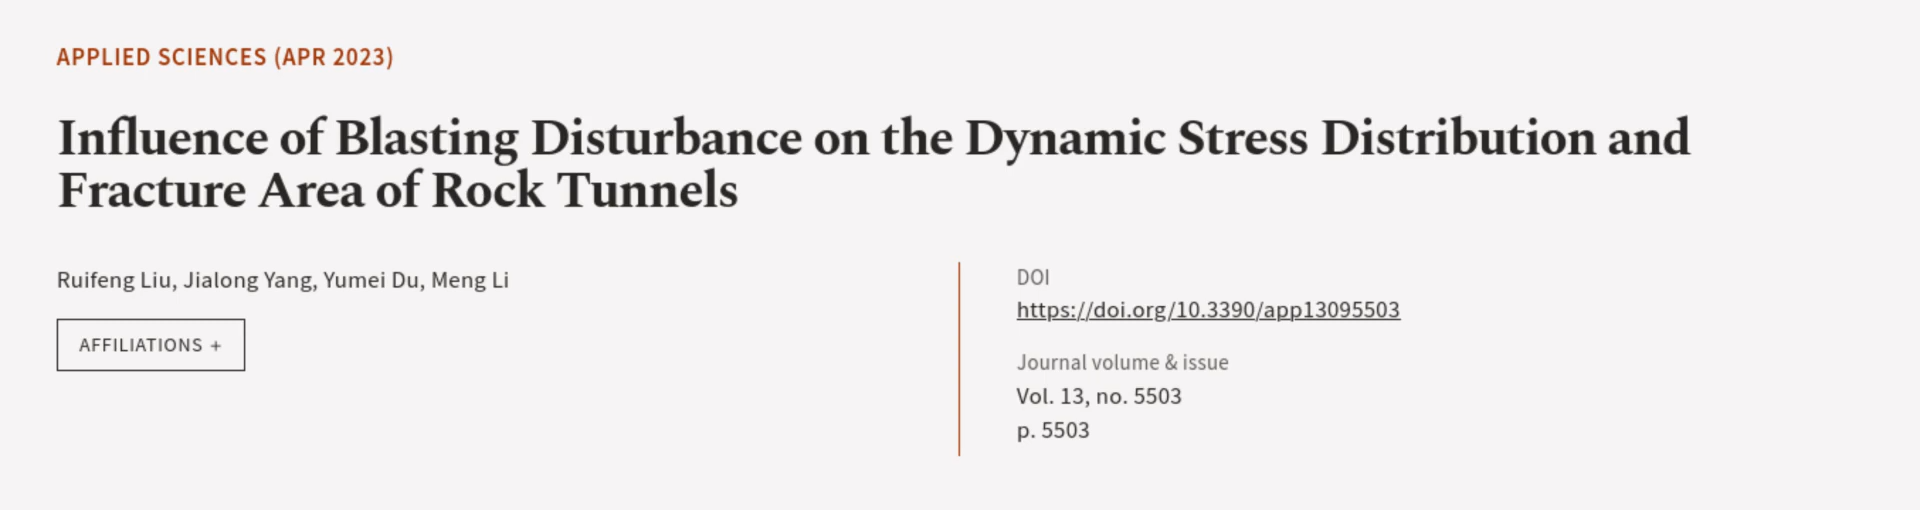 APPLIED SCIENCES (APR 2023)
Influence of Blasting Disturbance on the Dynamic Stress Distribution and
Fracture Area of Rock Tunnels
Ruifeng Liu, Jialong Yang, Yumei Du, Meng Li
AFFILIATIONS +
DOI
https://doi.org/10.3390/app13095503
Journal volume & issue
Vol. 13, no. 5503
p. 5503